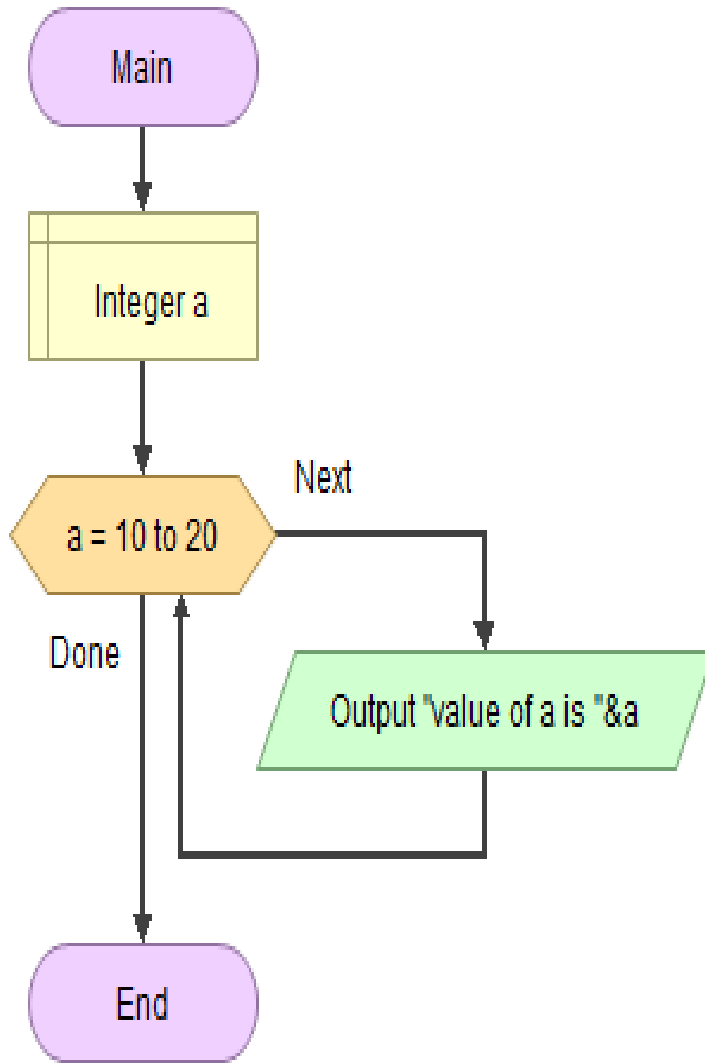 Main
Integer a
a = 10 to 20
Next
Done
Output "value of a is "&a
End